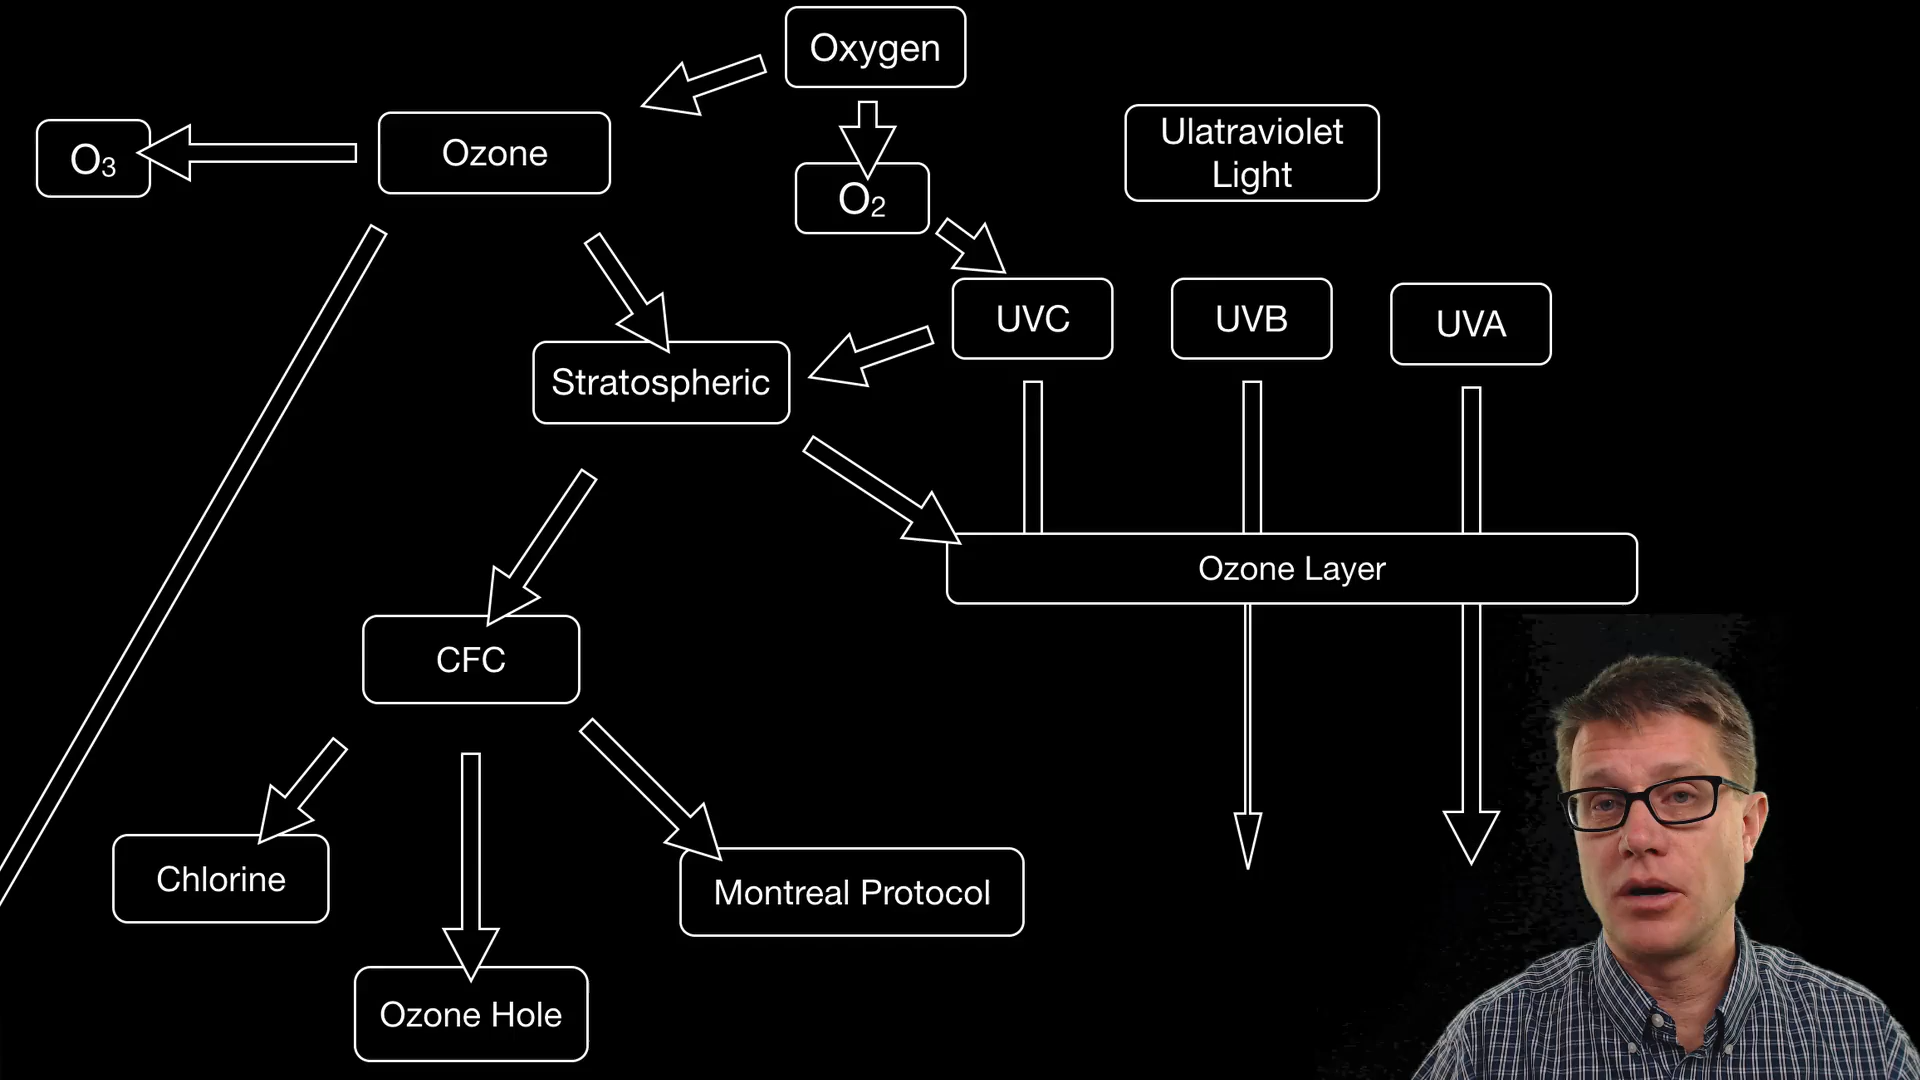 Oxygen
Ulatraviolet
Light
O₃
Ozone
O₂
UVC
UVB
UVA
Stratospheric
Ozone Layer
CFC
Chlorine
Montreal Protocol
Ozone Hole